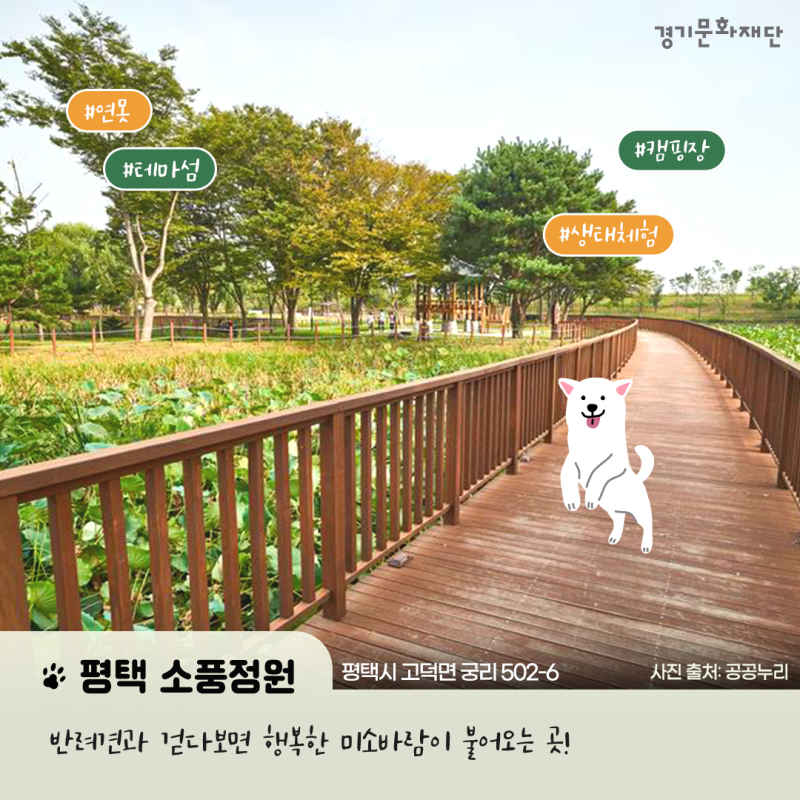 경기문화재단
#연못
#테마섬
#캠핑장
#생태체험
평택 소풍정원
평택시 고덕면 궁리 502-6
사진 출처: 공공누리
반려견과 걷다보면 행복한 미소바람이 불어오는 곳!